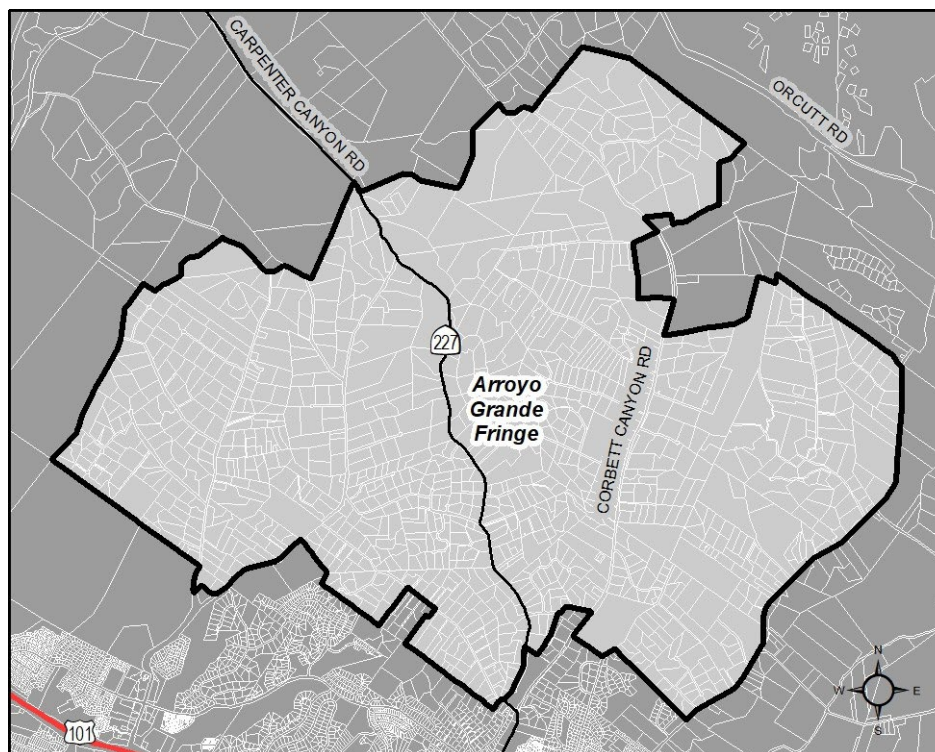 CARPENTER CANYON RD
ORCUTT RD
227
Arroyo
Grande
Fringe
CORBETT CANYON RD
N
W E
S
101